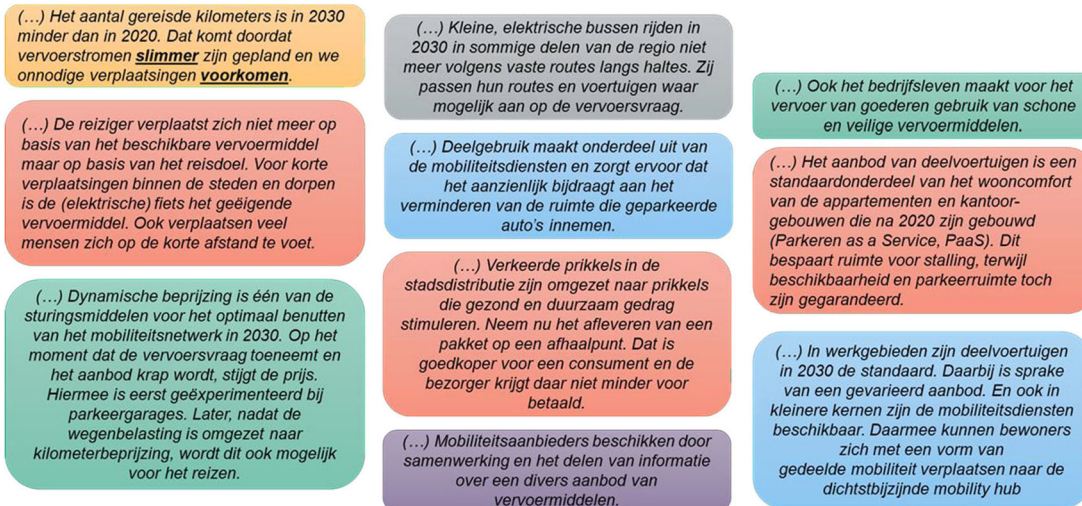 (…) Het aantal gereisde kilometers is in 2030
minder dan in 2020. Dat komt doordat
vervoerstromen slimmer zijn gepland en we
onnodige verplaatsingen voorkomen.
(…) De reiziger verplaatst zich niet meer op
basis van het beschikbare vervoermiddel
maar op basis van het reisdoel. Voor korte
verplaatsingen binnen de steden en dorpen
is de (elektrische) fiets het geëigende
vervoermiddel. Ook verplaatsen veel
mensen zich op de korte afstand te voet.
(…) Dynamische beprijzing is één van de
sturingsmiddelen voor het optimaal benutten
van het mobiliteitsnetwerk in 2030. Op het
moment dat de vervoersvraag toeneemt en
het aanbod krap wordt, stijgt de prijs.
Hiermee is eerst geëxperimenteerd bij
parkeergarages. Later, nadat de
wegenbelasting is omgezet naar
kilometerbeprijzing, wordt dit ook mogelijk
voor het reizen.
(…) Kleine, elektrische bussen rijden in
2030 in sommige delen van de regio niet
meer volgens vaste routes langs haltes. Zij
passen hun routes en voertuigen waar
mogelijk aan op de vervoersvraag.
(…) Deelgebruik maakt onderdeel uit van
de mobiliteitsdiensten en zorgt ervoor dat
het aanzienlijk bijdraagt aan het
verminderen van de ruimte die geparkeerde
auto's innemen.
(…) Verkeerde prikkels in de
stadsdistributie zijn omgezet naar prikkels
die gezond en duurzaam gedrag
stimuleren. Neem nu het afleveren van een
pakket op een afhaalpunt. Dat is
goedkoper voor een consument en de
bezorger krijgt daar niet minder voor
betaald.
(…) Mobiliteitsaanbieders beschikken door
samenwerking en het delen van informatie
over een divers aanbod van
vervoermiddelen.
(…) Ook het bedrijfsleven maakt voor het
vervoer van goederen gebruik van schone
en veilige vervoermiddelen.
(…) Het aanbod van deelvoertuigen is een
standaardonderdeel van het wooncomfort
van de appartementen en kantoor-
gebouwen die na 2020 zijn gebouwd
(Parkeren as a Service, PaaS). Dit
bespaart ruimte voor stalling, terwijl
beschikbaarheid en parkeerruimte toch
zijn gegarandeerd.
(…) In werkgebieden zijn deelvoertuigen
in 2030 de standaard. Daarbij is sprake
van een gevarieerd aanbod. En ook in
kleinere kernen zijn de mobiliteitsdiensten
beschikbaar. Daarmee kunnen bewoners
zich met een vorm van
gedeelde mobiliteit verplaatsen naar de
dichtstbijzijnde mobility hub